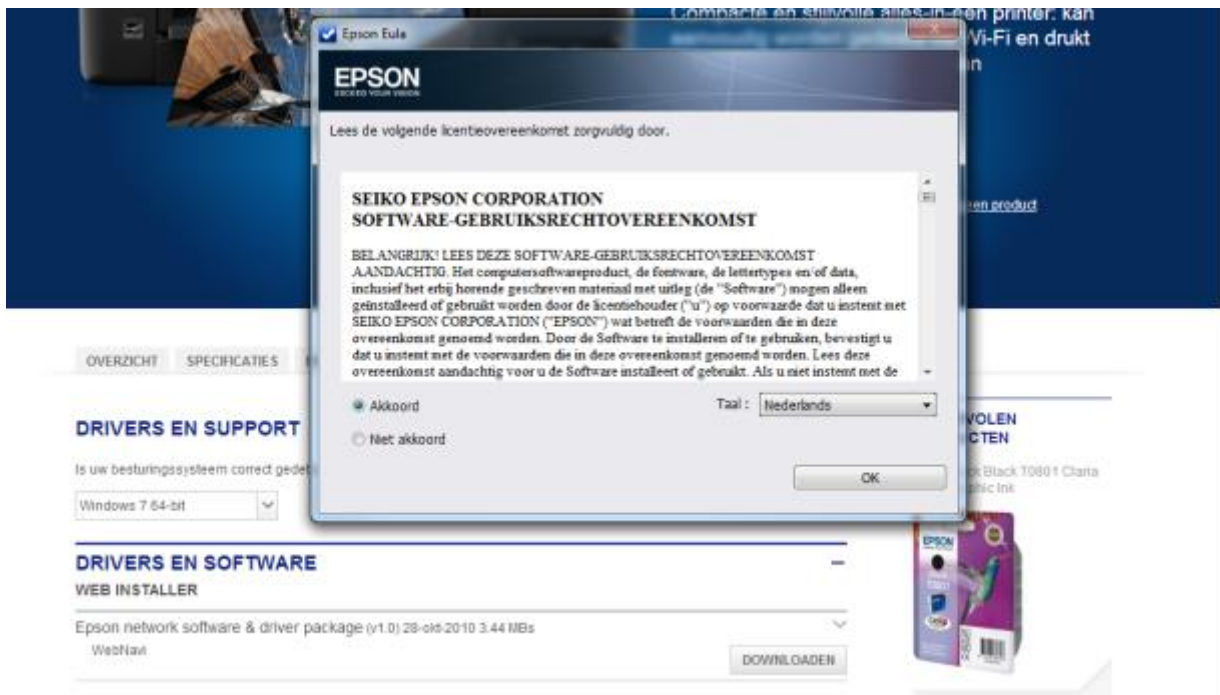 Compacte en stijlvolle alles-in-een printer: kan
Wi-Fi en drukt
Epson Eula
EPSON
EXCEED YOUR VISION
Lees de volgende licentieovereenkomst zorgvuldig door.
SEIKO EPSON CORPORATION
SOFTWARE-GEBRUIKSRECHTOVEREENKOMST
BELANGRIJK! LEES DEZE SOFTWARE-GEBRUIKSRECHTOVEREENKOMST
AANDACHTIG. Het computersoftwareproduct, de fontware, de lettertypes en/of data,
inclusief het erbij horende geschreven materiaal met uitleg (de "Software") mogen alleen
geïnstalleerd of gebruikt worden door de licentiehouder ("u") op voorwaarde dat u instemt met
SEIKO EPSON CORPORATION ("EPSON") wat betreft de voorwaarden die in deze
overeenkomst genoemd worden. Door de Software te installeren of te gebruiken, bevestigt u
dat u instemt met de voorwaarden die in deze overeenkomst genoemd worden. Lees deze
overeenkomst aandachtig voor u de Software installeert of gebruikt. Als u niet instemt met de
Akkoord
Taal : Nederlands
Niet akkoord
OK
een product
OVERZICHT SPECIFICATIES
DRIVERS EN SUPPORT
Is uw besturingssysteem correct gedet
Windows 7 64-bit
VOLEN
CTEN
Black T0801 Claria
DRIVERS EN SOFTWARE
WEB INSTALLER
Epson network software & driver package (v1.0) 28-okt-2010 3.44 MBs
WebNavi
DOWNLOADEN
EPSON